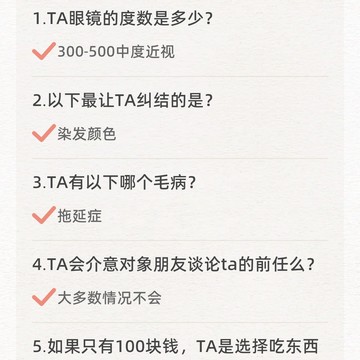 1.TA眼镜的度数是多少？
300-500中度近视
2.以下最让TA纠结的是？
染发颜色
3.TA有以下哪个毛病？
拖延症
4.TA会介意对象朋友谈论ta的前任么？
大多数情况不会
5.如果只有100块钱，TA是选择吃东西